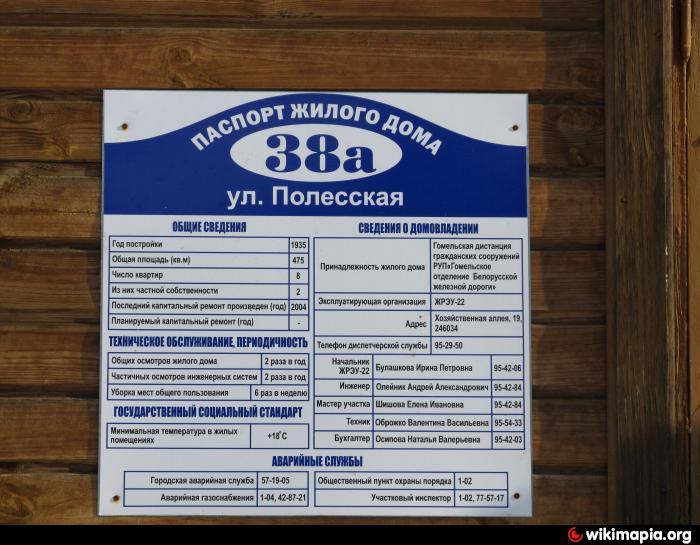 ПАСПОРТ ЖИЛОГО ДОМА
38а
ул. Полесская
ОБЩИЕ СВЕДЕНИЯ
Год постройки 1935
Общая площадь (кв.м) 475
Число квартир 8
Из них частной собственности 2
Последний капитальный ремонт произведен (год) 2004
Планируемый капитальный ремонт (год) -
ТЕХНИЧЕСКОЕ ОБСЛУЖИВАНИЕ, ПЕРИОДИЧНОСТЬ
Общих осмотров жилого дома 2 раза в год
Частичных осмотров инженерных систем 2 раза в год
Уборка мест общего пользования 6 раз в неделю
ГОСУДАРСТВЕННЫЙ СОЦИАЛЬНЫЙ СТАНДАРТ
Минимальная температура в жилых
помещениях +18°С
СВЕДЕНИЯ О ДОМОВЛАДЕНИИ
Принадлежность жилого дома
Гомельская дистанция
гражданских сооружений
РУП«Гомельское
отделение Белорусской
железной дороги»
Эксплуатирующая организация ЖРЭУ-22
Адрес Хозяйственная аллея, 19,
246034
Телефон диспетчерской службы 95-29-50
Начальник
ЖРЭУ-22 Булашкова Ирина Петровна 95-42-06
Инженер Олейник Андрей Александрович 95-42-84
Мастер участка Шишова Елена Ивановна 95-42-84
Техник Оброжко Валентина Васильевна 95-54-33
Бухгалтер Осипова Наталья Валерьевна 95-42-03
АВАРИЙНЫЕ СЛУЖБЫ
Городская аварийная служба 57-19-05
Аварийная газоснабжения 1-04, 42-87-21
Общественный пункт охраны порядка 1-02
Участковый инспектор 1-02, 77-57-17
wikimapia.org